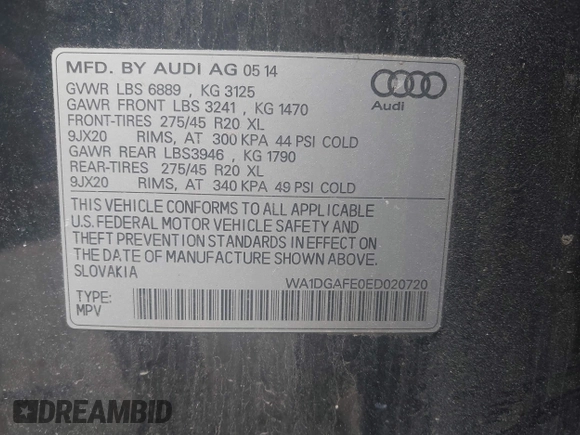 MFD. BY AUDI AG 05 14
GVWR LBS 6889 , KG 3125
GAWR FRONT LBS 3241 , KG 1470
FRONT-TIRES 275/45 R20 XL
9JX20 RIMS, AT 300 KPA 44 PSI COLD
GAWR REAR LBS3946 , KG 1790
REAR-TIRES 275/45 R20 XL
9JX20 RIMS, AT 340 KPA 49 PSI COLD
Audi
THIS VEHICLE CONFORMS TO ALL APPLICABLE
U.S. FEDERAL MOTOR VEHICLE SAFETY AND
THEFT PREVENTION STANDARDS IN EFFECT ON
THE DATE OF MANUFACTURE SHOWN ABOVE.
SLOVAKIA
WA1DGAFE0ED020720
TYPE:
MPV
DREAMBID